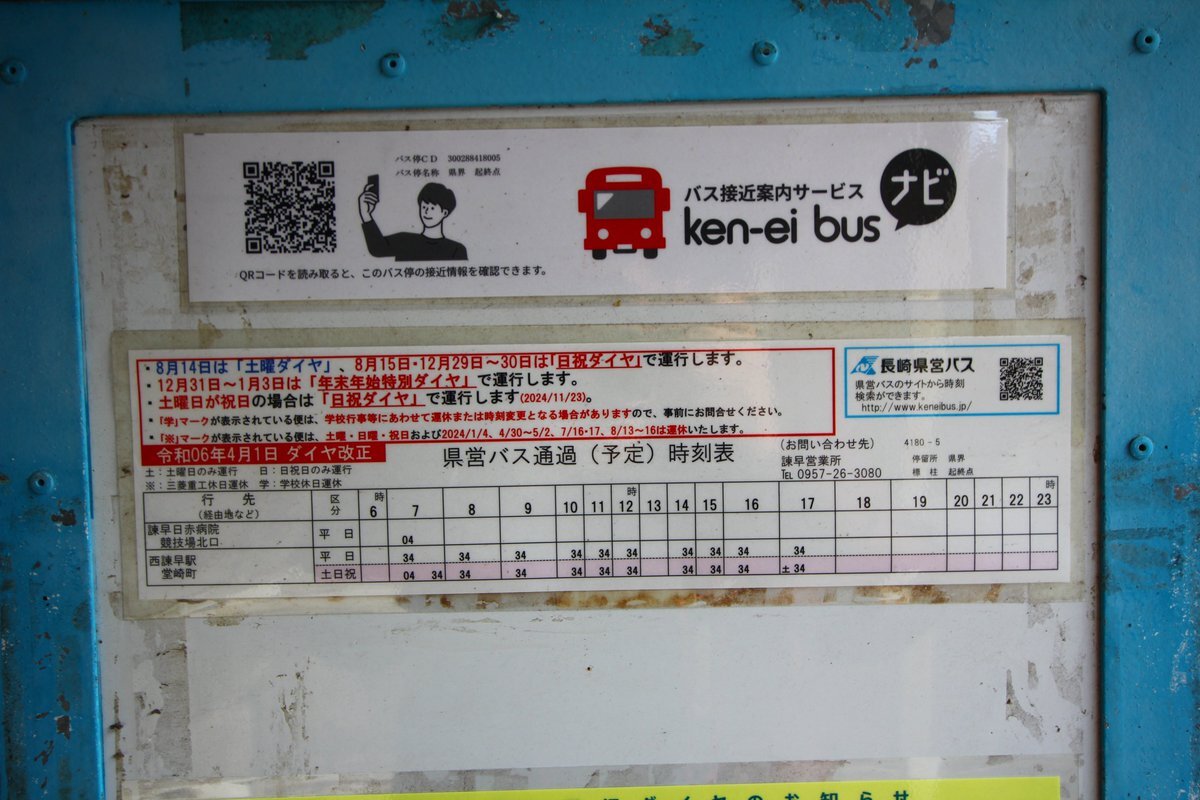 バス停CD 300288418005
バス停名称 県界 起終点
QRコードを読み取ると、このバス停の接近情報を確認できます。
バス接近案内サービス
ken-ei bus
ナビ
・8月14日は「土曜ダイヤ」、8月15日・12月29日～30日は「日祝ダイヤ」で運行します。
・12月31日～1月3日は「年末年始特別ダイヤ」で運行します。
・土曜日が祝日の場合は「日祝ダイヤ」で運行します(2024/11/23)。
・「学」マークが表示されている便は、学校行事等にあわせて運休または時刻変更となる場合がありますので、事前にお問合せください。
・「※」マークが表示されている便は、土曜・日曜・祝日および2024/1/4、4/30～5/2、7/16・17、8/13～16は運休いたします。
長崎県営バス
県営バスのサイトから時刻
検索ができます。
http://www.keneibus.jp/
令和06年4月1日 ダイヤ改正
県営バス通過（予定）時刻表
(お問い合わせ先)
諫早営業所
TEL 0957-26-3080
4180-5
停留所 県界
標柱 起終点
土：土曜日のみ運行 日：日祝日のみ運行
※：三菱重工休日運休 学：学校休日運休
行先 (経由地など) 区分 時 6 7 8 9 10 11 時 12 13 14 15 16 17 18 19 20 21 22 時 23
諫早日赤病院 競技場北口 平日 04
西諫早駅 堂崎町 平日 34 34 34 34 34 34 34 34 34 34
土日祝 04 34 34 34 34 34 34 34 34 34 土34
ダイヤのお知らせ